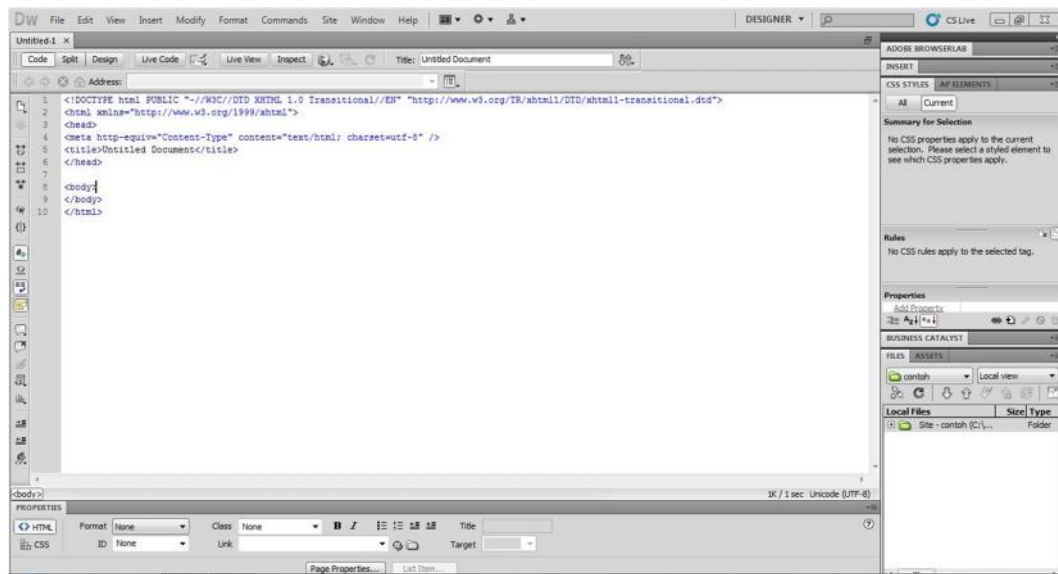 DW File Edit View Insert Modify Format Commands Site Window Help DESIGNER CS Live
Untitled-1 ×
Code Split Design Live Code Live View Inspect Title: Untitled Document
Address:
1 <!DOCTYPE html PUBLIC "-//W3C//DTD XHTML 1.0 Transitional//EN" "http://www.w3.org/TR/xhtml1/DTD/xhtml1-transitional.dtd">
2 <html xmlns="http://www.w3.org/1999/xhtml">
3 <head>
4 <meta http-equiv="Content-Type" content="text/html; charset=utf-8" />
5 <title>Untitled Document</title>
6 </head>
7
8 <body>
9 </body>
10 </html>
<body> 1K / 1 sec Unicode (UTF-8)
PROPERTIES
HTML Format None Class None B I Title
CSS ID None Link Target
Page Properties... List Item...
ADOBE BROWSERLAB
INSERT
CSS STYLES AP ELEMENTS
All Current
Summary for Selection
No CSS properties apply to the current
selection. Please select a styled element to
see which CSS properties apply.
Rules
No CSS rules apply to the selected tag.
Properties
Add Property
BUSINESS CATALYST
FILES ASSETS
contoh Local view
Local Files Size Type
Site - contoh (C:\... Folder